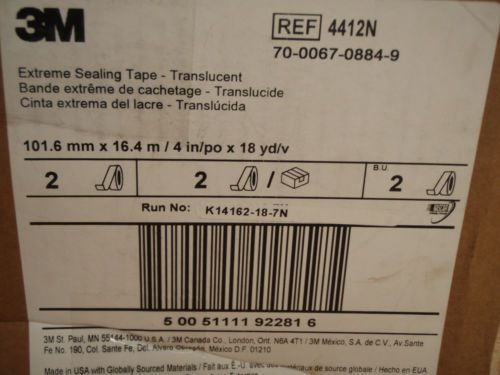 3M
REF 4412N
70-0067-0884-9
Extreme Sealing Tape - Translucent
Bande extrême de cachetage - Translucide
Cinta extrema del lacre - Translúcida
101.6 mm x 16.4 m / 4 in/po x 18 yd/v
2 2 / B.U. 2
Run No: K14162-18-7N
5 00 51111 92281 6
3M St. Paul, MN 55144-1000 U.S.A. / 3M Canada Co., London, Ont. N6A 4T1 / 3M México, S.A. de C.V., Av.Sante
Fe No. 190, Col. Sante Fe, Del. Alvaro México D.F. 01210
Made in USA with Globally Sourced Materials / Fait aux É.-U. avec des matériaux de source globale / Hecho en EUA